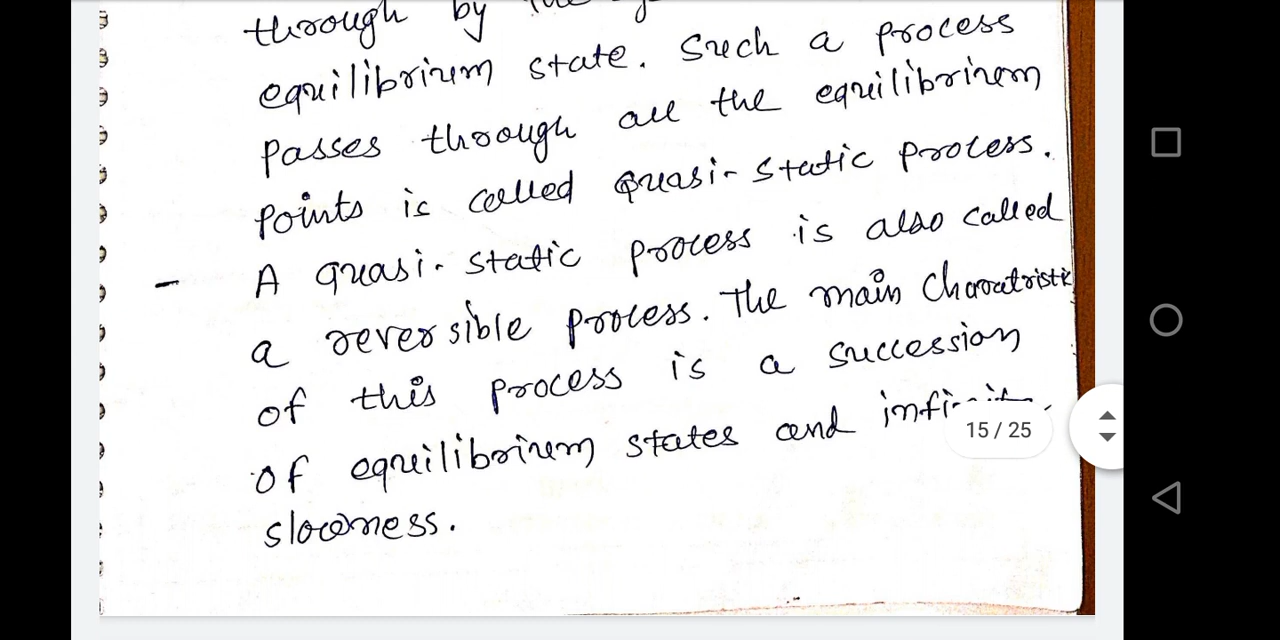 through by the
equilibrium state. Such a process
passes through all the equilibrium
points is called quasi-static process.
- A quasi-static process is also called
a reversible process. The main charactristic
of this process is a succession
of equilibrium states and
15 / 25
slowness.